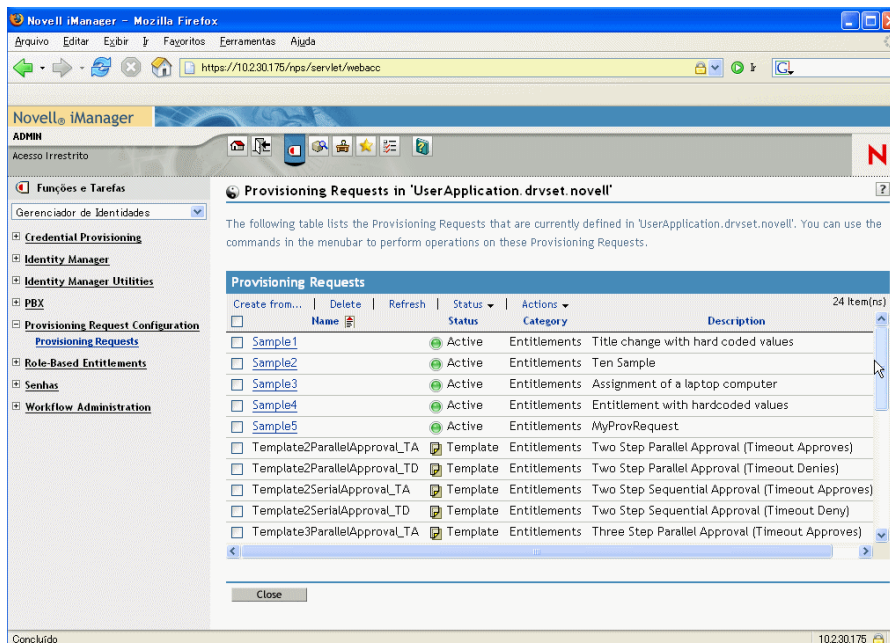 Novell iManager - Mozilla Firefox
Arquivo Editar Exibir Ir Favoritos Ferramentas Ajuda
https://10.2.30.175/nps/servlet/webacc
Ir
G
Novell® iManager
ADMIN
Acesso Irrestrito
N
Funções e Tarefas
Gerenciador de Identidades
Credential Provisioning
Identity Manager
Identity Manager Utilities
PBX
Provisioning Request Configuration
Provisioning Requests
Role-Based Entitlements
Senhas
Workflow Administration
Provisioning Requests in 'UserApplication.drvset.novell'
?
The following table lists the Provisioning Requests that are currently defined in 'UserApplication.drvset.novell'. You can use the
commands in the menubar to perform operations on these Provisioning Requests.
Provisioning Requests
Create from... | Delete | Refresh | Status | Actions 24 Item(ns)
Name Status Category Description
Sample1 Active Entitlements Title change with hard coded values
Sample2 Active Entitlements Ten Sample
Sample3 Active Entitlements Assignment of a laptop computer
Sample4 Active Entitlements Entitlement with hardcoded values
Sample5 Active Entitlements MyProvRequest
Template2ParallelApproval_TA Template Entitlements Two Step Parallel Approval (Timeout Approves)
Template2ParallelApproval_TD Template Entitlements Two Step Parallel Approval (Timeout Denies)
Template2SerialApproval_TA Template Entitlements Two Step Sequential Approval (Timeout Approves)
Template2SerialApproval_TD Template Entitlements Two Step Sequential Approval (Timeout Deny)
Template3ParallelApproval_TA Template Entitlements Three Step Parallel Approval (Timeout Approves)
Close
Concluído
10.2.30.175